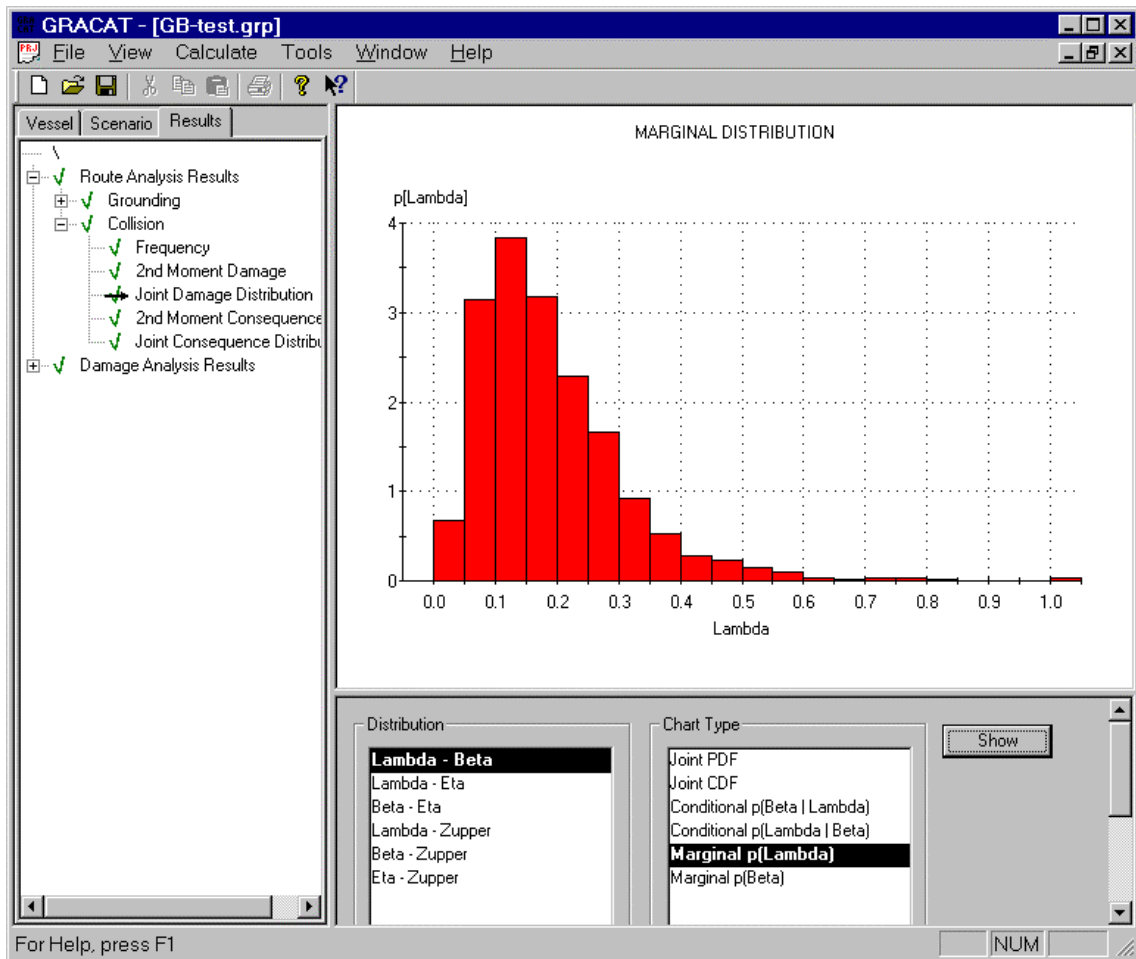 GRACAT - [GB-test.grp]
File View Calculate Tools Window Help
Vessel Scenario Results
\
Route Analysis Results
Grounding
Collision
Frequency
2nd Moment Damage
Joint Damage Distribution
2nd Moment Consequence
Joint Consequence Distribu
Damage Analysis Results
MARGINAL DISTRIBUTION
p[Lambda]
4
3
2
1
0
0.0 0.1 0.2 0.3 0.4 0.5 0.6 0.7 0.8 0.9 1.0
Lambda
Distribution
Lambda - Beta
Lambda - Eta
Beta - Eta
Lambda - Zupper
Beta - Zupper
Eta - Zupper
Chart Type
Joint PDF
Joint CDF
Conditional p(Beta | Lambda)
Conditional p(Lambda | Beta)
Marginal p(Lambda)
Marginal p(Beta)
Show
For Help, press F1
NUM